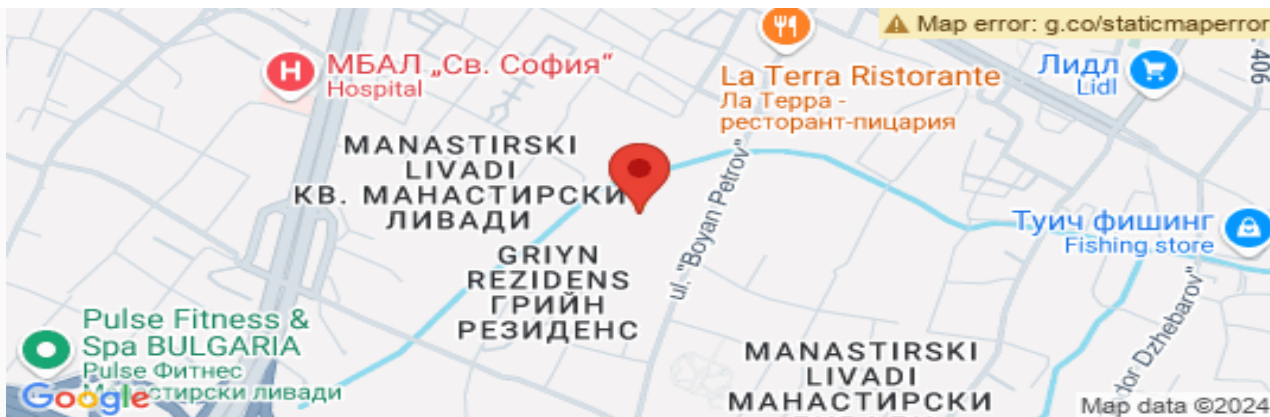 Map error: g.co/staticmaperror
МБАЛ „Св. София“
Hospital
La Terra Ristorante
Ла Терра -
ресторант-пицария
Лидл
Lidl
406
MANASTIRSKI
LIVADI
КВ. МАНАСТИРСКИ
ЛИВАДИ
GRIYN
REZIDENS
ГРИЙН
РЕЗИДЕНС
ul. "Boyan Petrov"
Туич фишинг
Fishing store
Pulse Fitness &
Spa BULGARIA
Pulse Фитнес
Манастирски ливади
MANASTIRSKI
LIVADI
МАНАСТИРСКИ
Dzhebarov"
Google
Map data ©2024